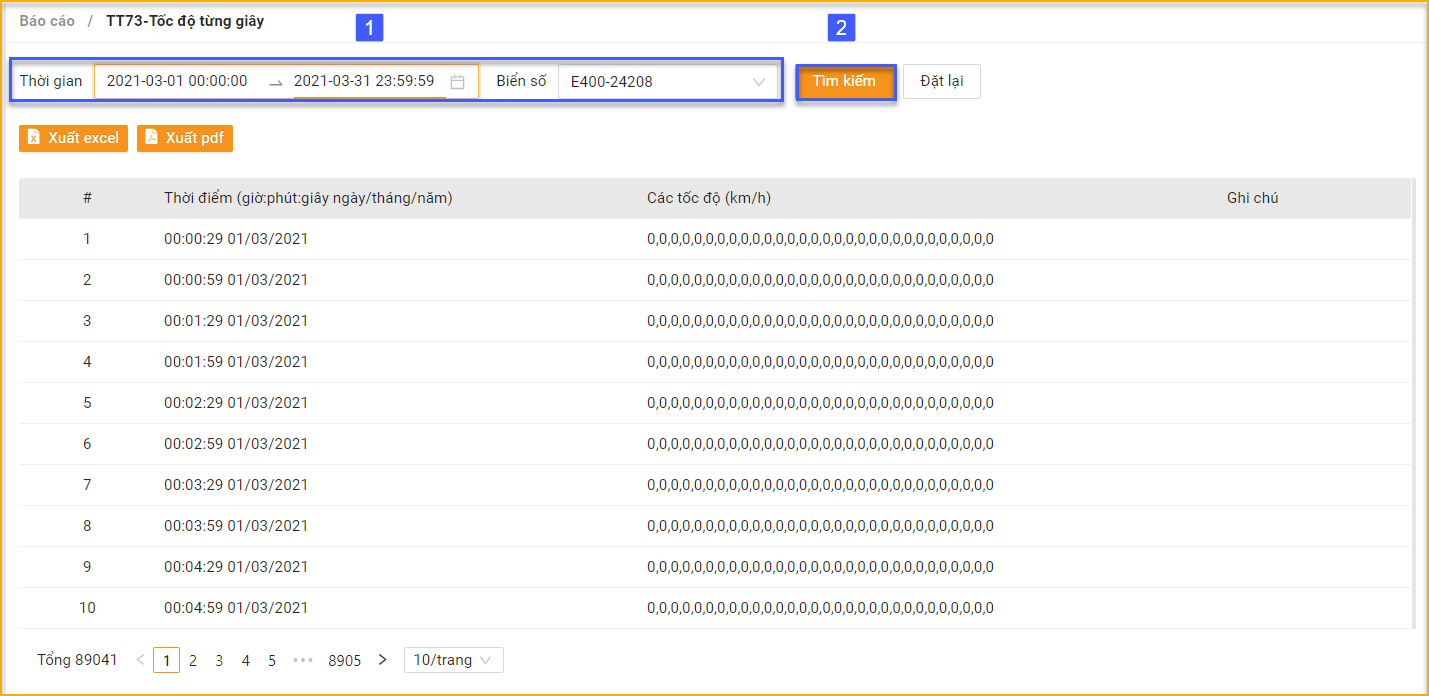 Báo cáo / TT73-Tốc độ từng giây
1 2
Thời gian 2021-03-01 00:00:00 → 2021-03-31 23:59:59 Biển số E400-24208 Tìm kiếm Đặt lại
Xuất excel Xuất pdf
# Thời điểm (giờ:phút:giây ngày/tháng/năm) Các tốc độ (km/h) Ghi chú
1 00:00:29 01/03/2021 0,0,0,0,0,0,0,0,0,0,0,0,0,0,0,0,0,0,0,0,0,0,0,0,0,0,0,0,0,0
2 00:00:59 01/03/2021 0,0,0,0,0,0,0,0,0,0,0,0,0,0,0,0,0,0,0,0,0,0,0,0,0,0,0,0,0,0
3 00:01:29 01/03/2021 0,0,0,0,0,0,0,0,0,0,0,0,0,0,0,0,0,0,0,0,0,0,0,0,0,0,0,0,0,0
4 00:01:59 01/03/2021 0,0,0,0,0,0,0,0,0,0,0,0,0,0,0,0,0,0,0,0,0,0,0,0,0,0,0,0,0,0
5 00:02:29 01/03/2021 0,0,0,0,0,0,0,0,0,0,0,0,0,0,0,0,0,0,0,0,0,0,0,0,0,0,0,0,0,0
6 00:02:59 01/03/2021 0,0,0,0,0,0,0,0,0,0,0,0,0,0,0,0,0,0,0,0,0,0,0,0,0,0,0,0,0,0
7 00:03:29 01/03/2021 0,0,0,0,0,0,0,0,0,0,0,0,0,0,0,0,0,0,0,0,0,0,0,0,0,0,0,0,0,0
8 00:03:59 01/03/2021 0,0,0,0,0,0,0,0,0,0,0,0,0,0,0,0,0,0,0,0,0,0,0,0,0,0,0,0,0,0
9 00:04:29 01/03/2021 0,0,0,0,0,0,0,0,0,0,0,0,0,0,0,0,0,0,0,0,0,0,0,0,0,0,0,0,0,0
10 00:04:59 01/03/2021 0,0,0,0,0,0,0,0,0,0,0,0,0,0,0,0,0,0,0,0,0,0,0,0,0,0,0,0,0,0
Tổng 89041 < 1 2 3 4 5 ••• 8905 > 10/trang